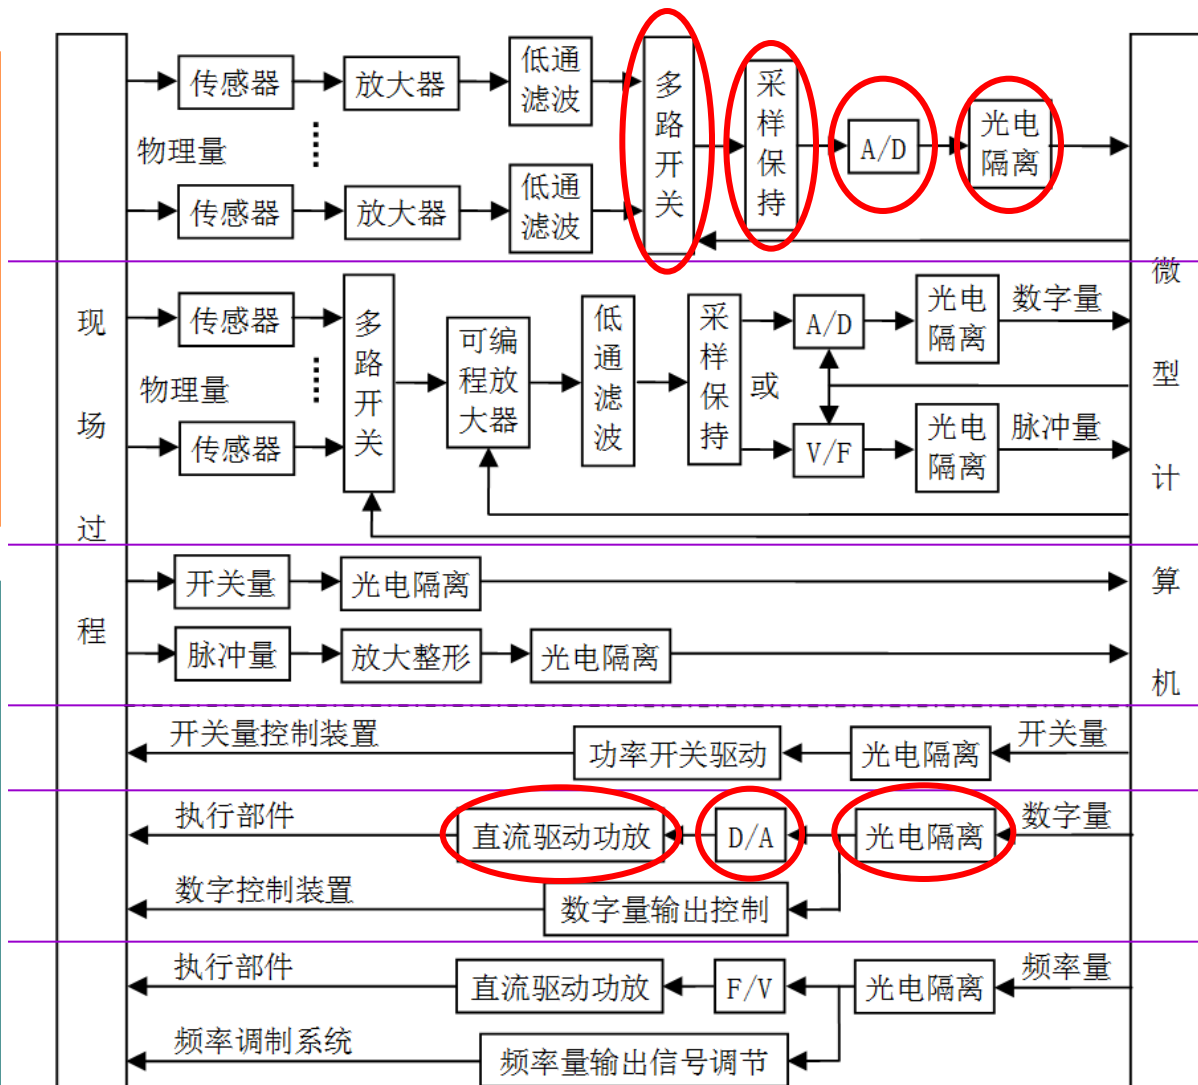 传感器
放大器
低通
滤波
多路开关
采样保持
A/D
光电
隔离
物理量
传感器
放大器
低通
滤波
现场过程
微型计算机
传感器
多路开关
可编
程放
大器
低通滤波
采样保持
或
A/D
光电
隔离
数字量
物理量
传感器
V/F
光电
隔离
脉冲量
开关量
光电隔离
脉冲量
放大整形
光电隔离
开关量控制装置
功率开关驱动
光电隔离
开关量
执行部件
直流驱动功放
D/A
光电隔离
数字量
数字控制装置
数字量输出控制
执行部件
直流驱动功放
F/V
光电隔离
频率量
频率调制系统
频率量输出信号调节